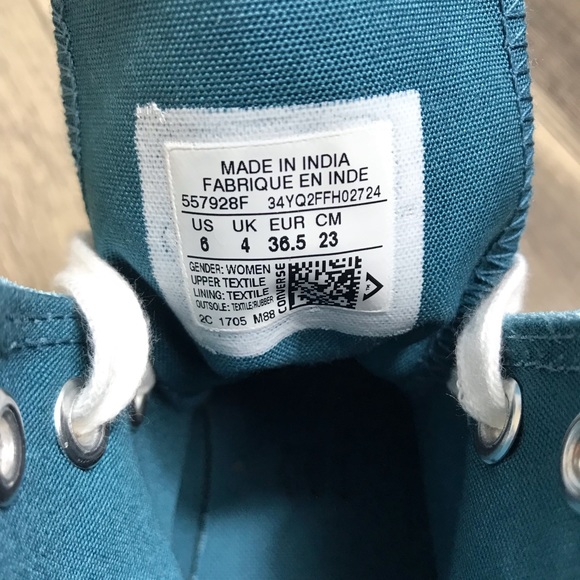 MADE IN INDIA
FABRIQUE EN INDE
557928F 34YQ2FFH02724
US UK EUR CM
6 4 36.5 23
GENDER: WOMEN
UPPER TEXTILE
LINING: TEXTILE
OUTSOLE: TEXTILE/RUBBER
2C 1705 M88
CONVERSE